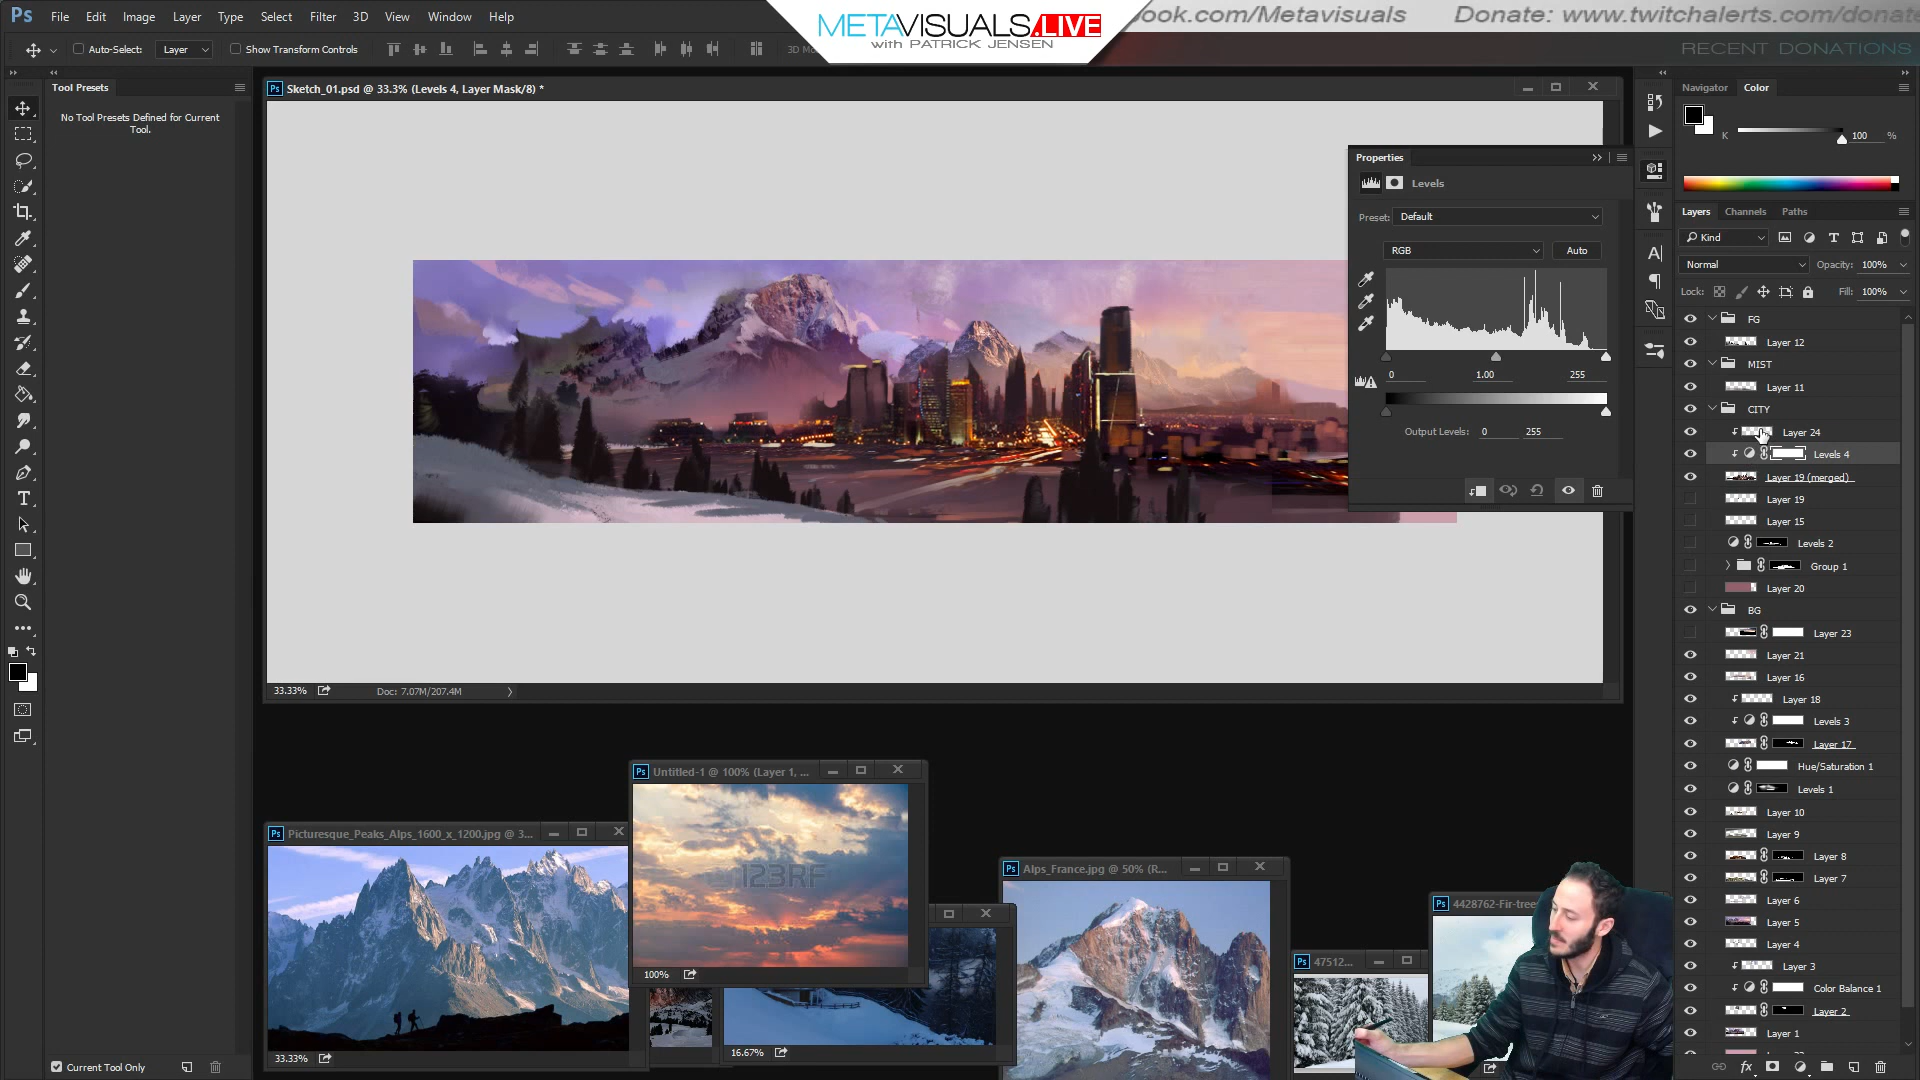 Ps File Edit Image Layer Type Select Filter 3D View Window Help
METAVISUALS.LIVE
with PATRICK JENSEN
book.com/Metavisuals Donate: www.twitchalerts.com/donate
RECENT DONATIONS
Auto-Select: Layer Show Transform Controls
Tool Presets
No Tool Presets Defined for Current
Tool.
Ps Sketch_01.psd @ 33.3% (Levels 4, Layer Mask/8) *
33.33% Doc: 7.07M/207.4M
Properties
Levels
Preset: Default
RGB Auto
0 1.00 255
Output Levels: 0 255
Navigator Color
K 100 %
Layers Channels Paths
Kind
Normal Opacity: 100%
Lock: Fill: 100%
FG
Layer 12
MIST
Layer 11
CITY
Layer 24
Levels 4
Layer 19 (merged)
Layer 19
Layer 15
Levels 2
Group 1
Layer 20
BG
Layer 23
Layer 21
Layer 16
Layer 18
Levels 3
Layer 17
Hue/Saturation 1
Levels 1
Layer 10
Layer 9
Layer 8
Layer 7
Layer 6
Layer 5
Layer 4
Layer 3
Color Balance 1
Layer 2
Layer 1
Ps Untitled-1 @ 100% (Layer 1, ...
123RF
100%
Ps Picturesque_Peaks_Alps_1600_x_1200.jpg @ 3...
33.33%
16.67%
Ps Alps_France.jpg @ 50% (R...
Ps 47512...
Ps 4428762-Fir-tree
Current Tool Only